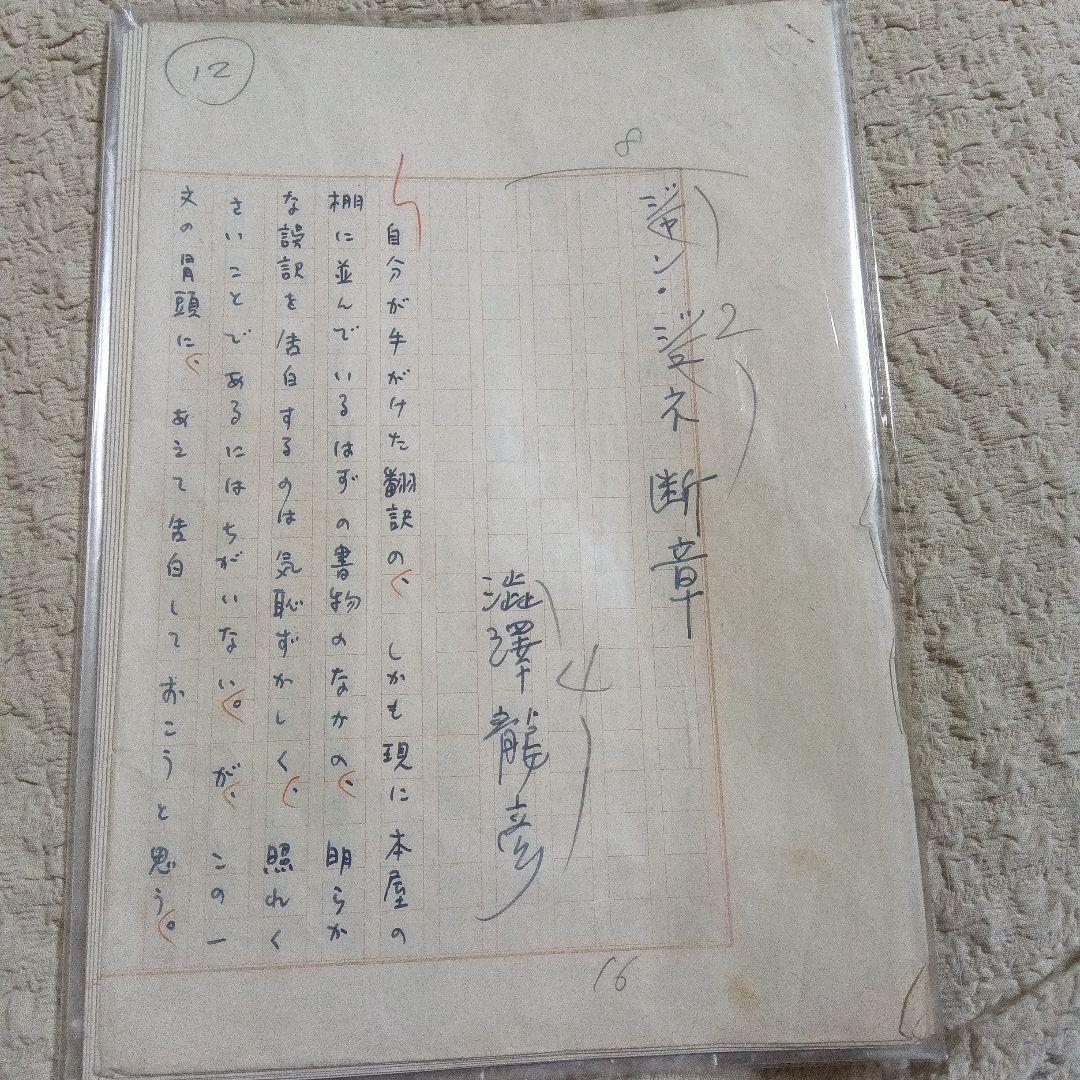 12
8
ジャン・ジュネ断章
2
澁澤龍彥
4
自分が手がけた翻訳の、しかも現に本屋の
棚に並んでいるはずの書物のなかの、明らか
な誤訳を告白するのは気恥ずかしく、照れく
さいことであるにはちがいない。が、この一
文の冒頭に、あえて告白しておこうと思う。
16